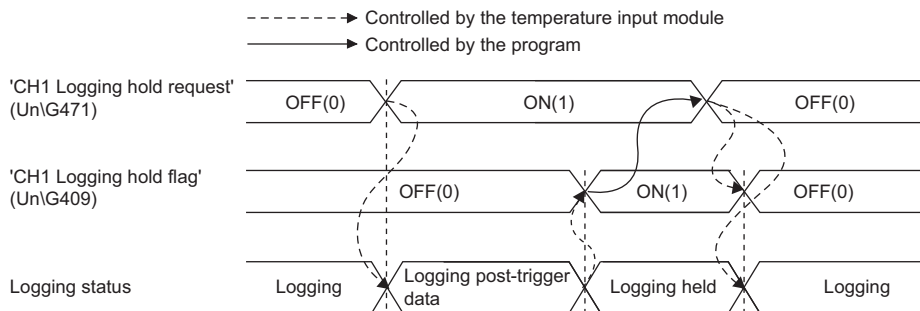 Controlled by the temperature input module
Controlled by the program
'CH1 Logging hold request'
(Un\G471)
OFF(0) ON(1) OFF(0)
'CH1 Logging hold flag'
(Un\G409)
OFF(0) ON(1) OFF(0)
Logging status
Logging
Logging post-trigger
data
Logging held
Logging